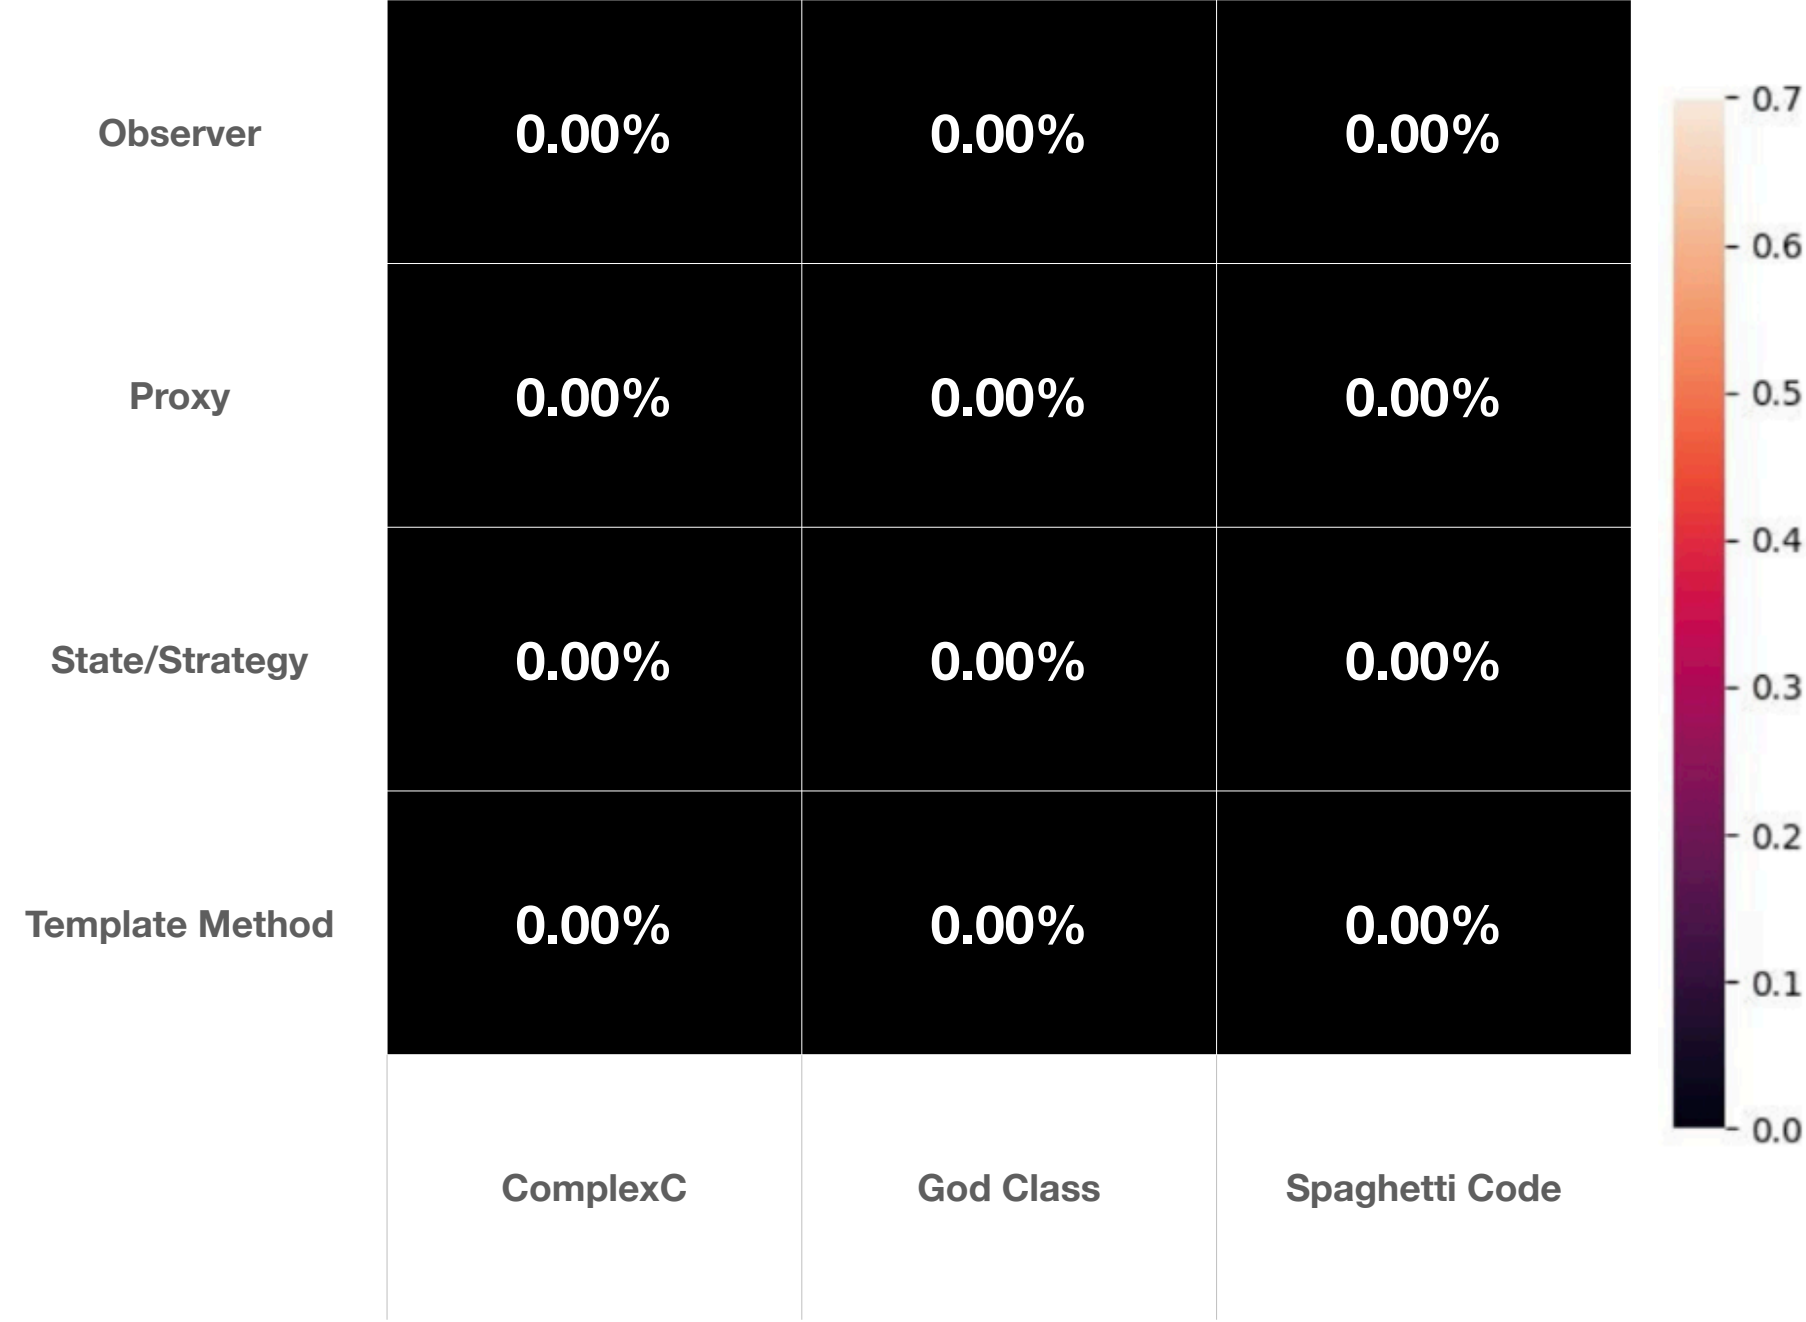 Observer 0.00% 0.00% 0.00%
Proxy 0.00% 0.00% 0.00%
State/Strategy 0.00% 0.00% 0.00%
Template Method 0.00% 0.00% 0.00%
ComplexC God Class Spaghetti Code
0.7
0.6
0.5
0.4
0.3
0.2
0.1
0.0